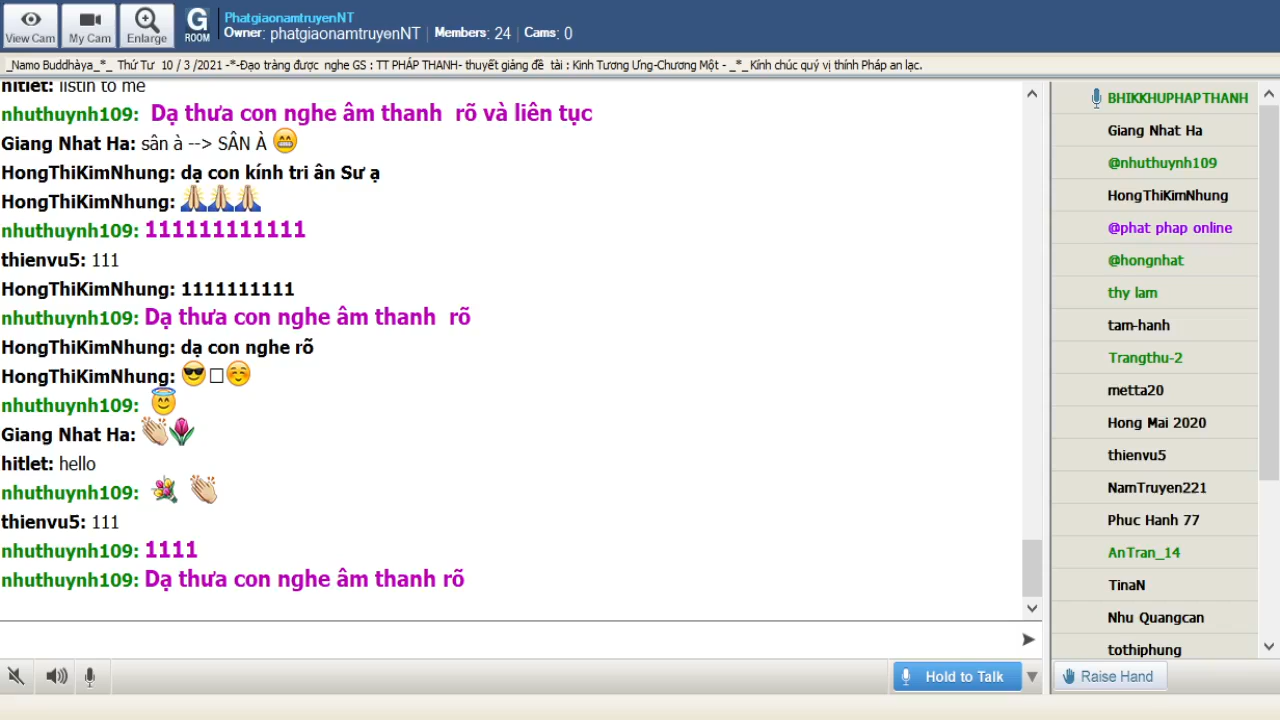 View Cam
My Cam
Enlarge
G
ROOM
PhatgiaonamtruyenNT
Owner: phatgiaonamtruyenNT | Members: 24 | Cams: 0
_Namo Buddhàya_*_ Thứ Tư 10 / 3 /2021 -*-Đạo tràng được nghe GS : TT PHÁP THANH- thuyết giảng đề tài : Kinh Tương Ưng-Chương Một - _*_Kính chúc quý vị thính Pháp an lạc.
hitlet: listin to me
nhuthuynh109: Dạ thưa con nghe âm thanh rõ và liên tục
Giang Nhat Ha: sân à --> SÂN À
HongThiKimNhung: dạ con kính tri ân Sư ạ
HongThiKimNhung:
nhuthuynh109: 111111111111
thienvu5: 111
HongThiKimNhung: 1111111111
nhuthuynh109: Dạ thưa con nghe âm thanh rõ
HongThiKimNhung: dạ con nghe rõ
HongThiKimNhung:
nhuthuynh109:
Giang Nhat Ha:
hitlet: hello
nhuthuynh109:
thienvu5: 111
nhuthuynh109: 1111
nhuthuynh109: Dạ thưa con nghe âm thanh rõ
Hold to Talk
BHIKKHUPHAPTHANH
Giang Nhat Ha
@nhuthuynh109
HongThiKimNhung
@phat phap online
@hongnhat
thy lam
tam-hanh
Trangthu-2
metta20
Hong Mai 2020
thienvu5
NamTruyen221
Phuc Hanh 77
AnTran_14
TinaN
Nhu Quangcan
tothiphung
Raise Hand